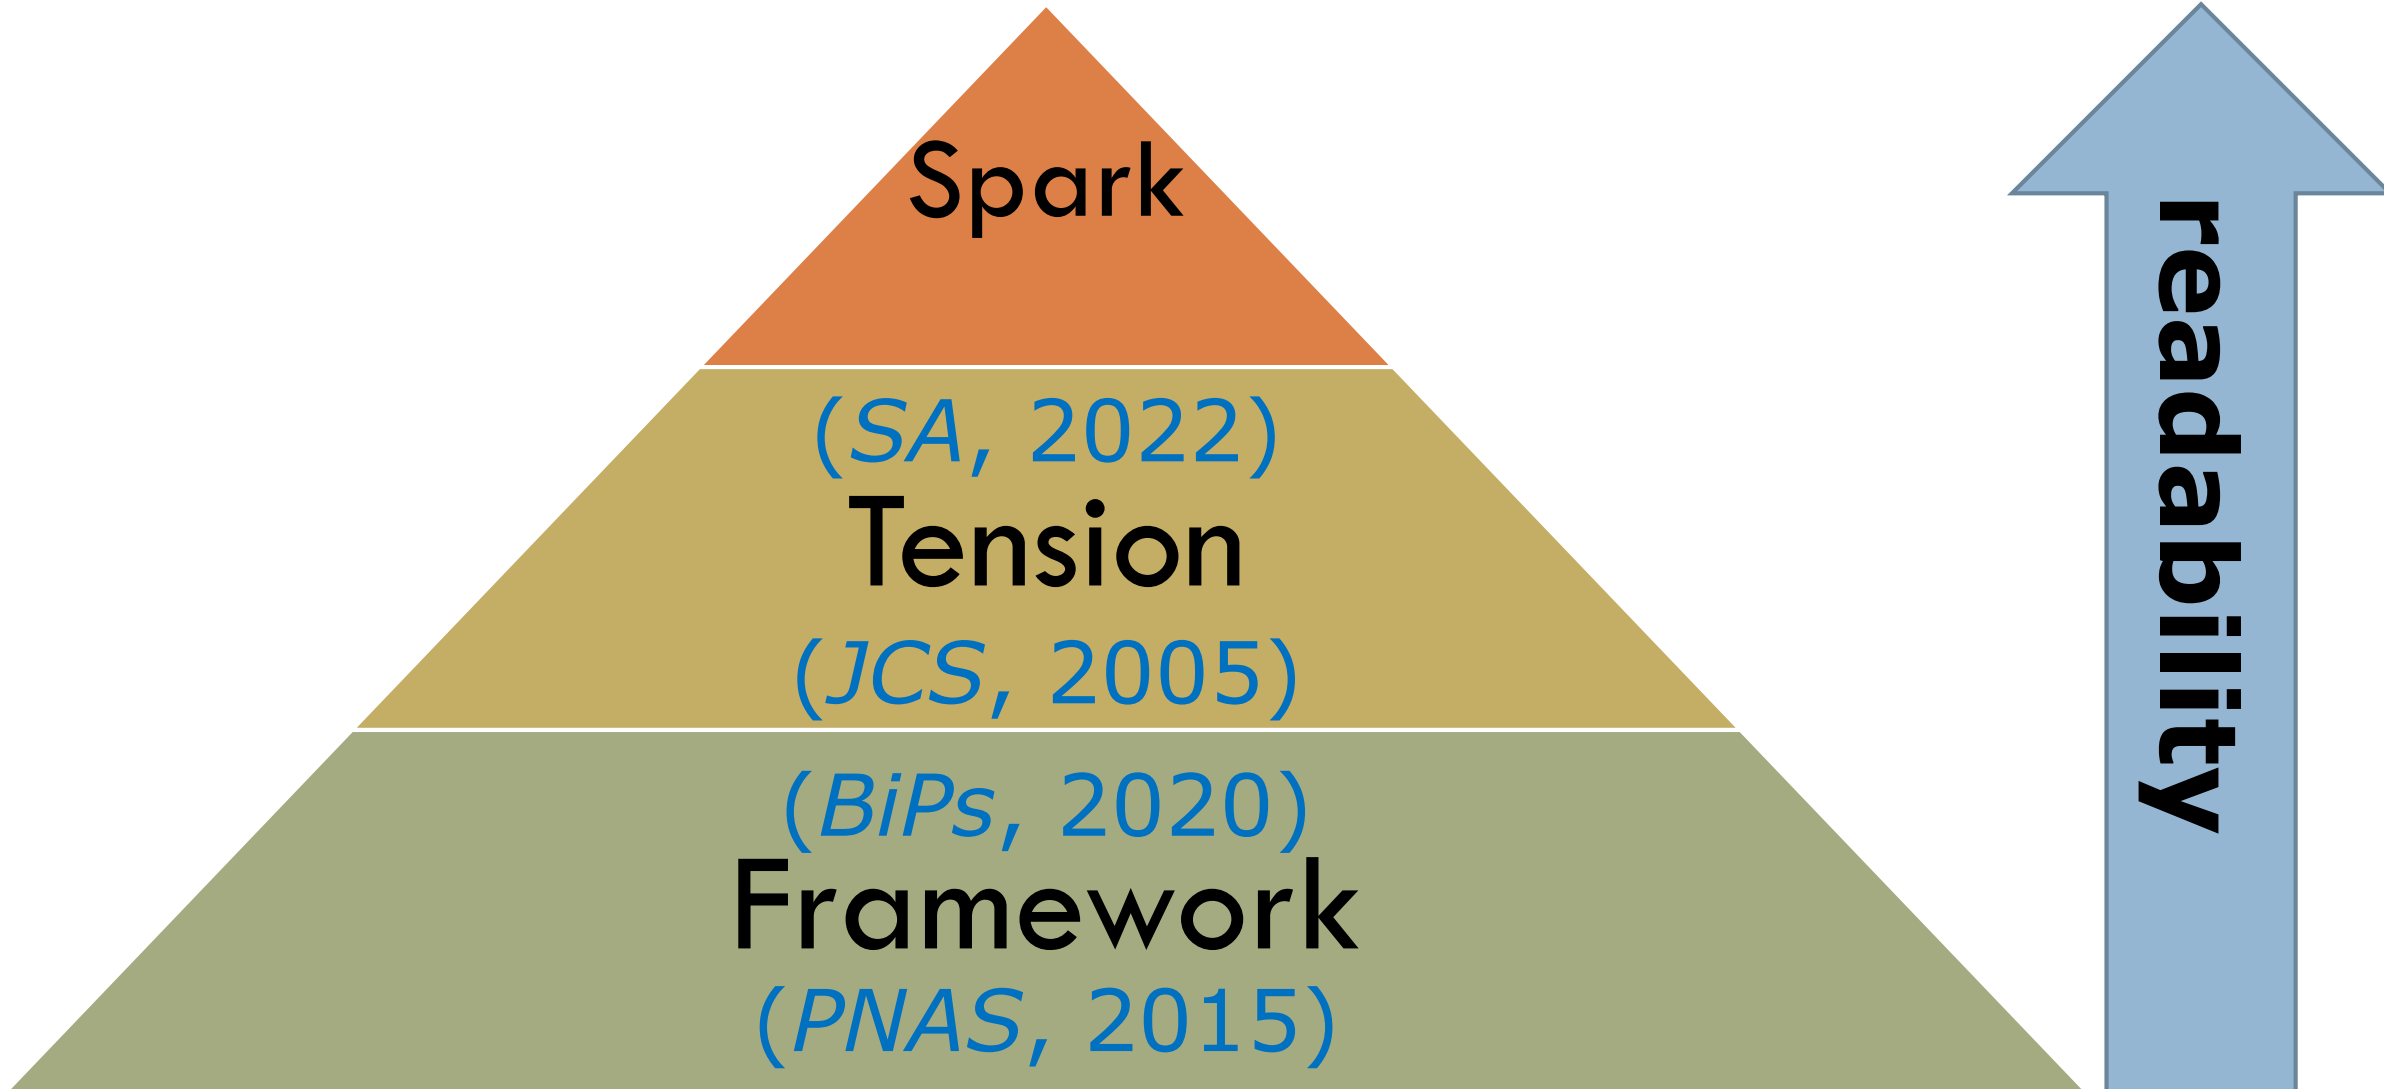 Spark
(SA, 2022)
Tension
(JCS, 2005)
(BiPs, 2020)
Framework
(PNAS, 2015)
readability